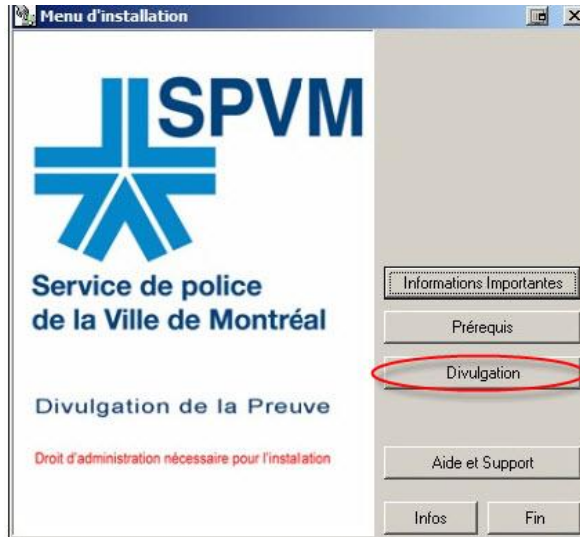 Menu d'installation
SPVM
Service de police
de la Ville de Montréal
Divulgation de la Preuve
Droit d'administration nécessaire pour l'instalation
Informations Importantes
Prérequis
Divulgation
Aide et Support
Infos
Fin